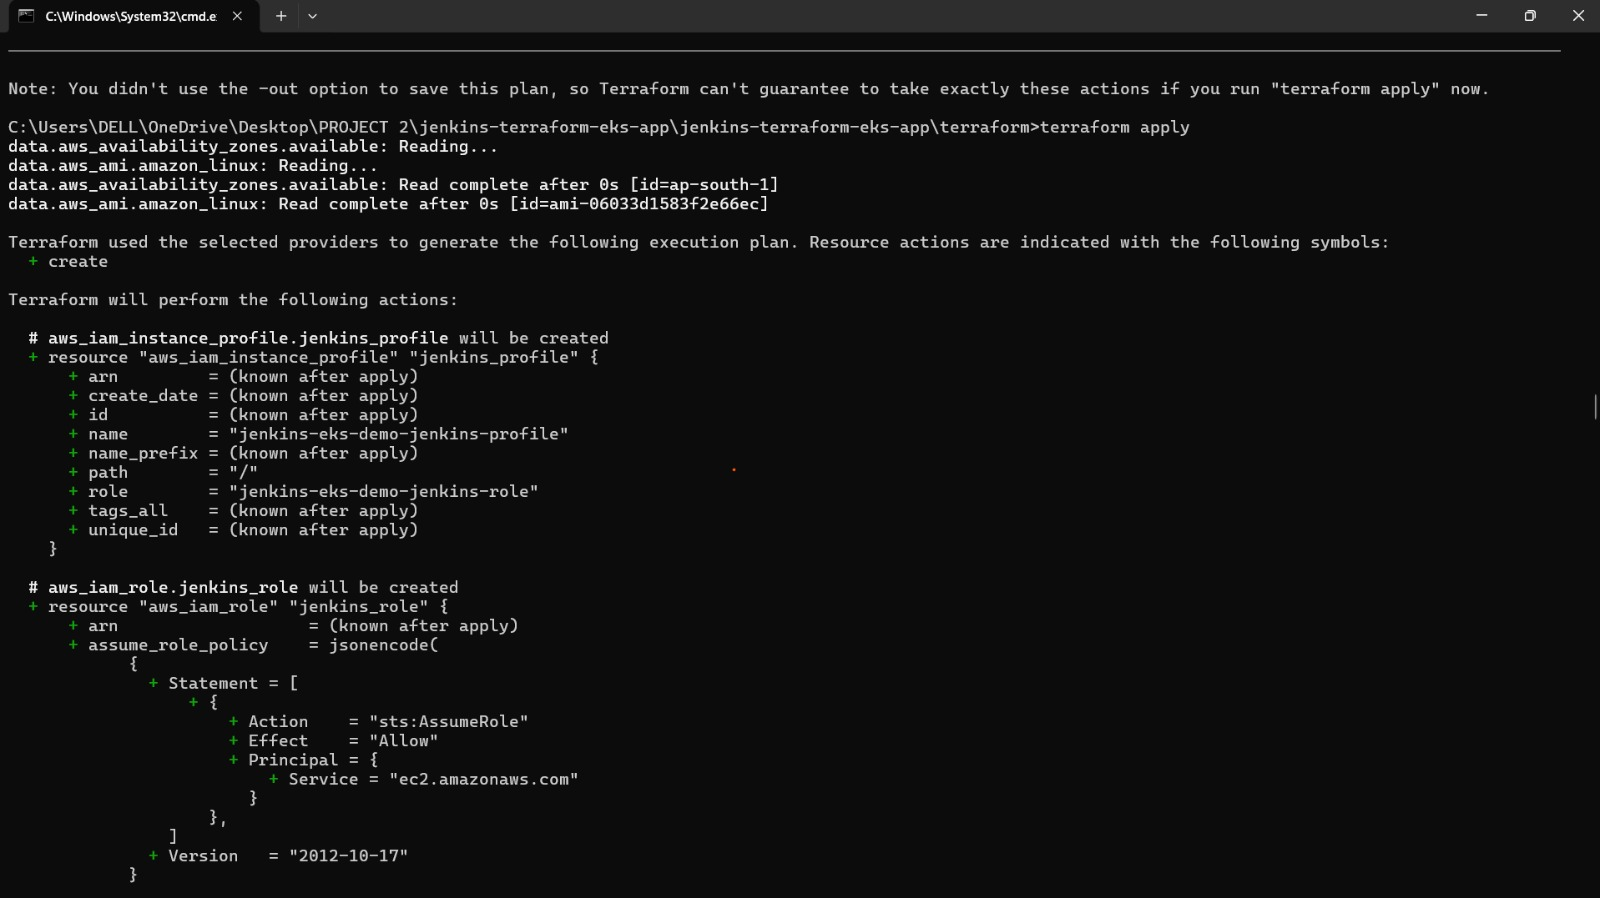 C:\Windows\System32\cmd.e
Note: You didn't use the -out option to save this plan, so Terraform can't guarantee to take exactly these actions if you run "terraform apply" now.
C:\Users\DELL\OneDrive\Desktop\PROJECT 2\jenkins-terraform-eks-app\jenkins-terraform-eks-app\terraform>terraform apply
data.aws_availability_zones.available: Reading...
data.aws_ami.amazon_linux: Reading...
data.aws_availability_zones.available: Read complete after 0s [id=ap-south-1]
data.aws_ami.amazon_linux: Read complete after 0s [id=ami-06033d1583f2e66ec]
Terraform used the selected providers to generate the following execution plan. Resource actions are indicated with the following symbols:
  + create
Terraform will perform the following actions:
  # aws_iam_instance_profile.jenkins_profile will be created
  + resource "aws_iam_instance_profile" "jenkins_profile" {
      + arn         = (known after apply)
      + create_date = (known after apply)
      + id          = (known after apply)
      + name        = "jenkins-eks-demo-jenkins-profile"
      + name_prefix = (known after apply)
      + path        = "/"
      + role        = "jenkins-eks-demo-jenkins-role"
      + tags_all    = (known after apply)
      + unique_id   = (known after apply)
    }
  # aws_iam_role.jenkins_role will be created
  + resource "aws_iam_role" "jenkins_role" {
      + arn                   = (known after apply)
      + assume_role_policy    = jsonencode(
            {
              + Statement = [
                  + {
                      + Action    = "sts:AssumeRole"
                      + Effect    = "Allow"
                      + Principal = {
                          + Service = "ec2.amazonaws.com"
                        }
                    },
                ]
              + Version   = "2012-10-17"
            }